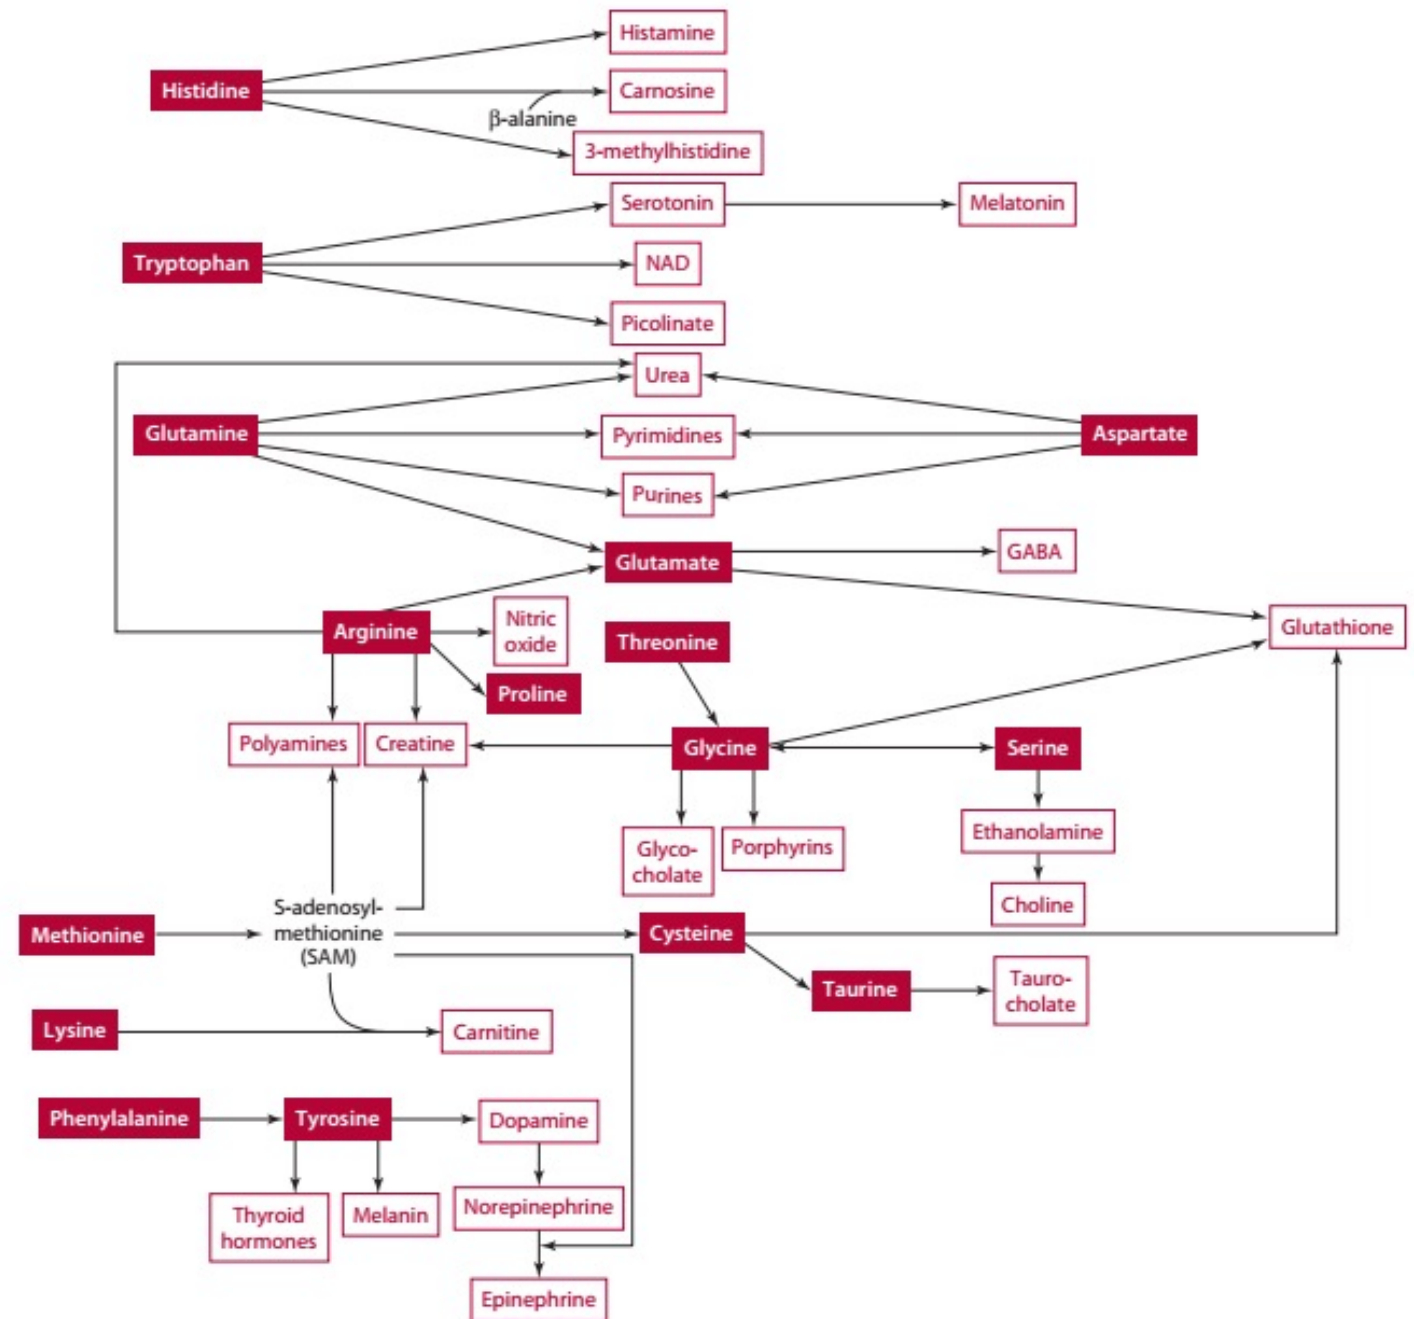 Histamine
Histidine
Carnosine
β-alanine
3-methylhistidine
Serotonin
Melatonin
Tryptophan
NAD
Picolinate
Urea
Glutamine
Pyrimidines
Aspartate
Purines
Glutamate
GABA
Nitric
oxide
Arginine
Threonine
Glutathione
Proline
Polyamines
Creatine
Glycine
Serine
Ethanolamine
Glyco-
cholate
Porphyrins
Choline
S-adenosyl-
methionine
(SAM)
Methionine
Cysteine
Taurine
Tauro-
cholate
Lysine
Carnitine
Phenylalanine
Tyrosine
Dopamine
Thyroid
hormones
Melanin
Norepinephrine
Epinephrine